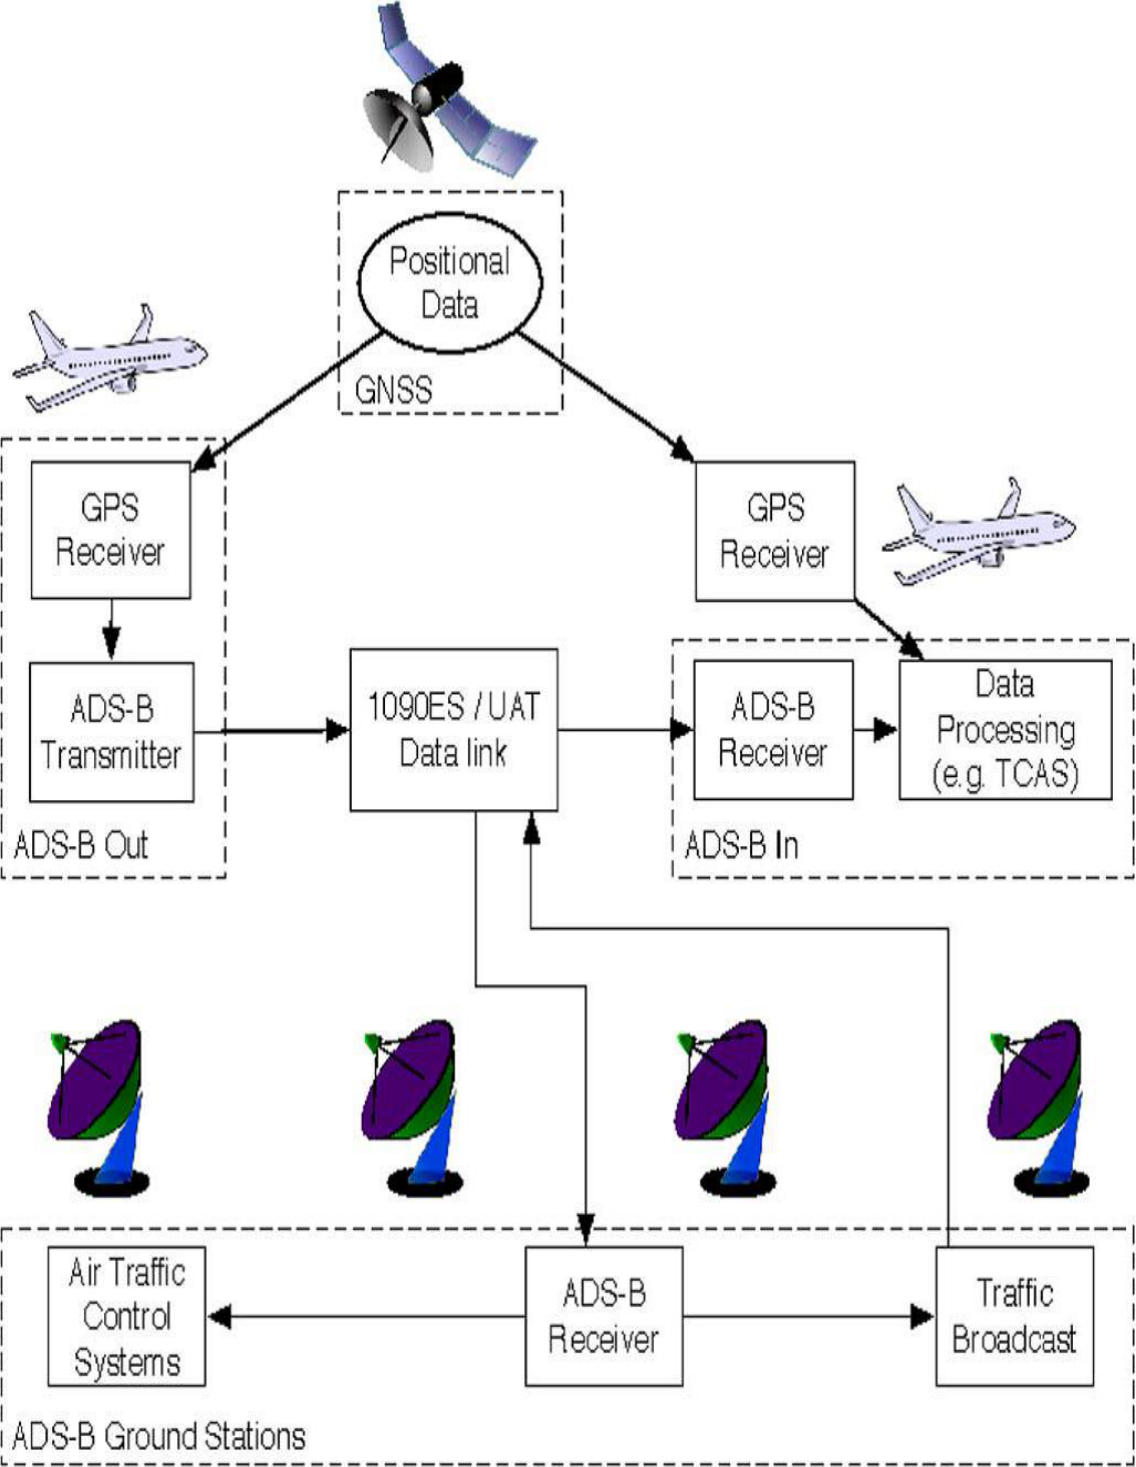 Positional
Data
GNSS
GPS
Receiver
GPS
Receiver
ADS-B
Transmitter
ADS-B Out
1090ES / UAT
Data link
ADS-B
Receiver
Data
Processing
(e.g. TCAS)
ADS-B In
Air Traffic
Control
Systems
ADS-B
Receiver
Traffic
Broadcast
ADS-B Ground Stations